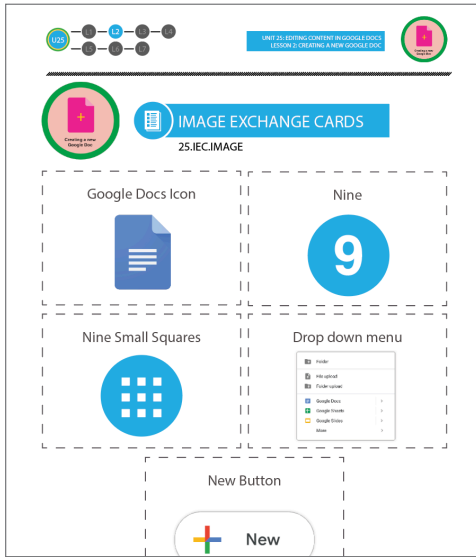 U25
L1
L2
L3
L4
L5
L6
L7
UNIT 25: EDITING CONTENT IN GOOGLE DOCS
LESSON 2: CREATING A NEW GOOGLE DOC
Creating a new
Google Doc
Creating a new
Google Doc
IMAGE EXCHANGE CARDS
25.IEC.IMAGE
Google Docs Icon
Nine
9
Nine Small Squares
Drop down menu
Folder
File upload
Folder upload
Google Docs
Google Sheets
Google Slides
More
New Button
New